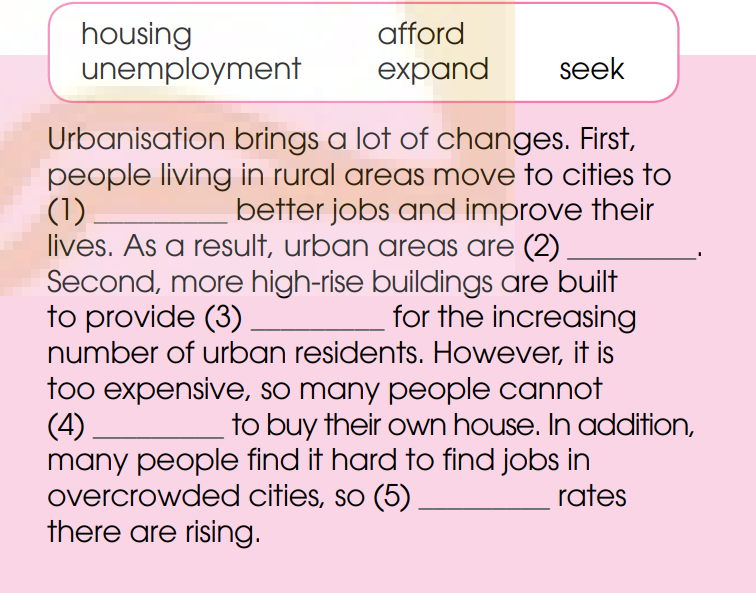 housing afford
unemployment expand seek
Urbanisation brings a lot of changes. First,
people living in rural areas move to cities to
(1) _________ better jobs and improve their
lives. As a result, urban areas are (2) _________.
Second, more high-rise buildings are built
to provide (3) _________ for the increasing
number of urban residents. However, it is
too expensive, so many people cannot
(4) _________ to buy their own house. In addition,
many people find it hard to find jobs in
overcrowded cities, so (5) _________ rates
there are rising.